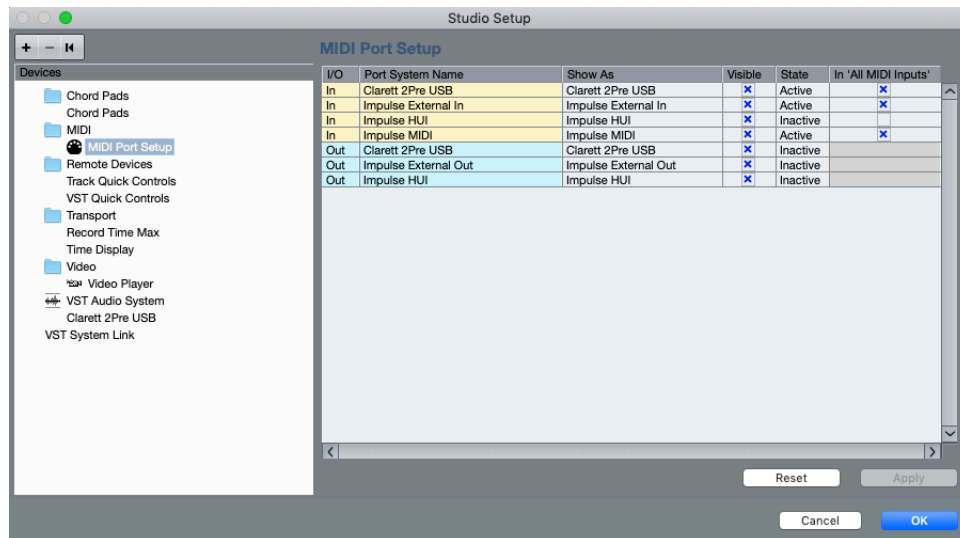 Studio Setup
MIDI Port Setup
Devices
Chord Pads
Chord Pads
MIDI
MIDI Port Setup
Remote Devices
Track Quick Controls
VST Quick Controls
Transport
Record Time Max
Time Display
Video
Video Player
VST Audio System
Clarett 2Pre USB
VST System Link
I/O Port System Name Show As Visible State In 'All MIDI Inputs'
In Clarett 2Pre USB Clarett 2Pre USB Active
In Impulse External In Impulse External In Active
In Impulse HUI Impulse HUI Inactive
In Impulse MIDI Impulse MIDI Active
Out Clarett 2Pre USB Clarett 2Pre USB Inactive
Out Impulse External Out Impulse External Out Inactive
Out Impulse HUI Impulse HUI Inactive
Reset Apply
Cancel OK